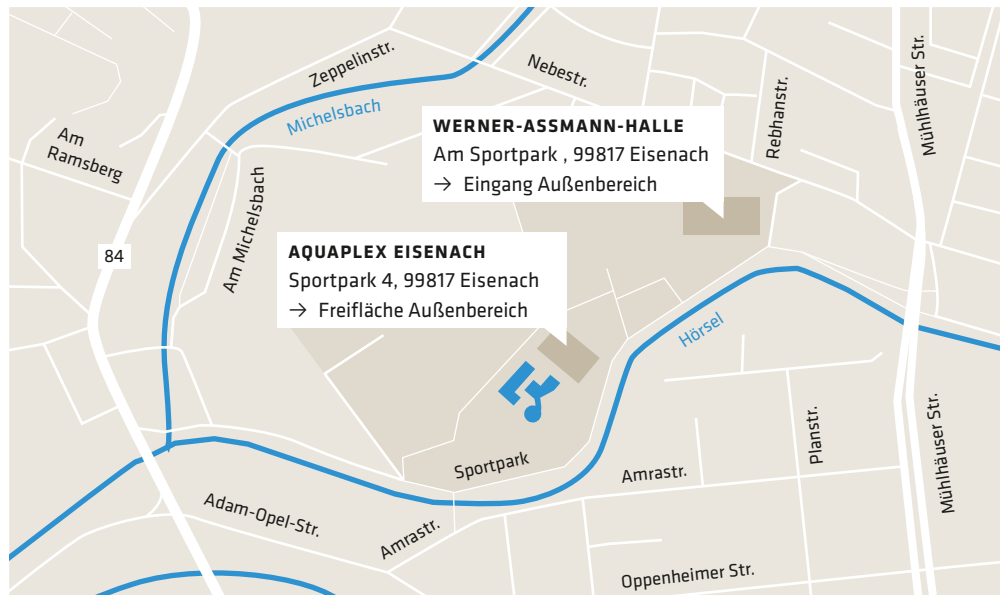 Zeppelinstr.
Nebestr.
Mühlhäuser Str.
Michelsbach
Rebhanstr.
Am
Ramsberg
WERNER-ASSMANN-HALLE
Am Sportpark , 99817 Eisenach
→ Eingang Außenbereich
Am Michelsbach
84
AQUAPLEX EISENACH
Sportpark 4, 99817 Eisenach
→ Freifläche Außenbereich
Hörsel
Planstr.
Mühlhäuser Str.
Sportpark
Amrastr.
Adam-Opel-Str.
Amrastr.
Oppenheimer Str.